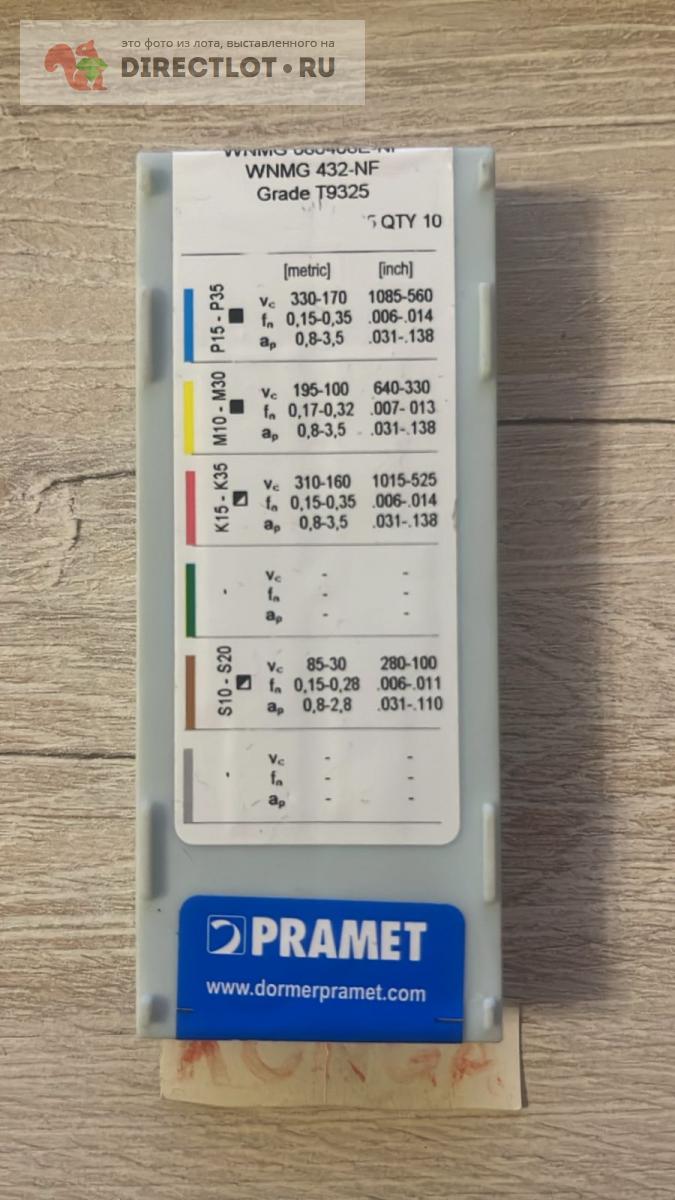 это фото из лота, выставленного на
DIRECTLOT.RU
WNMG 432-NF
Grade T9325
QTY 10
[metric] [inch]
P15 - P35
vc 330-170 1085-560
fn 0,15-0,35 .006-.014
ap 0,8-3,5 .031-.138
M10 - M30
vc 195-100 640-330
fn 0,17-0,32 .007- 013
ap 0,8-3,5 .031-.138
K15 - K35
vc 310-160 1015-525
fn 0,15-0,35 .006-.014
ap 0,8-3,5 .031-.138
-
vc - -
fn - -
ap - -
S10 - S20
vc 85-30 280-100
fn 0,15-0,28 .006-.011
ap 0,8-2,8 .031-.110
-
vc - -
fn - -
ap - -
PRAMET
www.dormerpramet.com